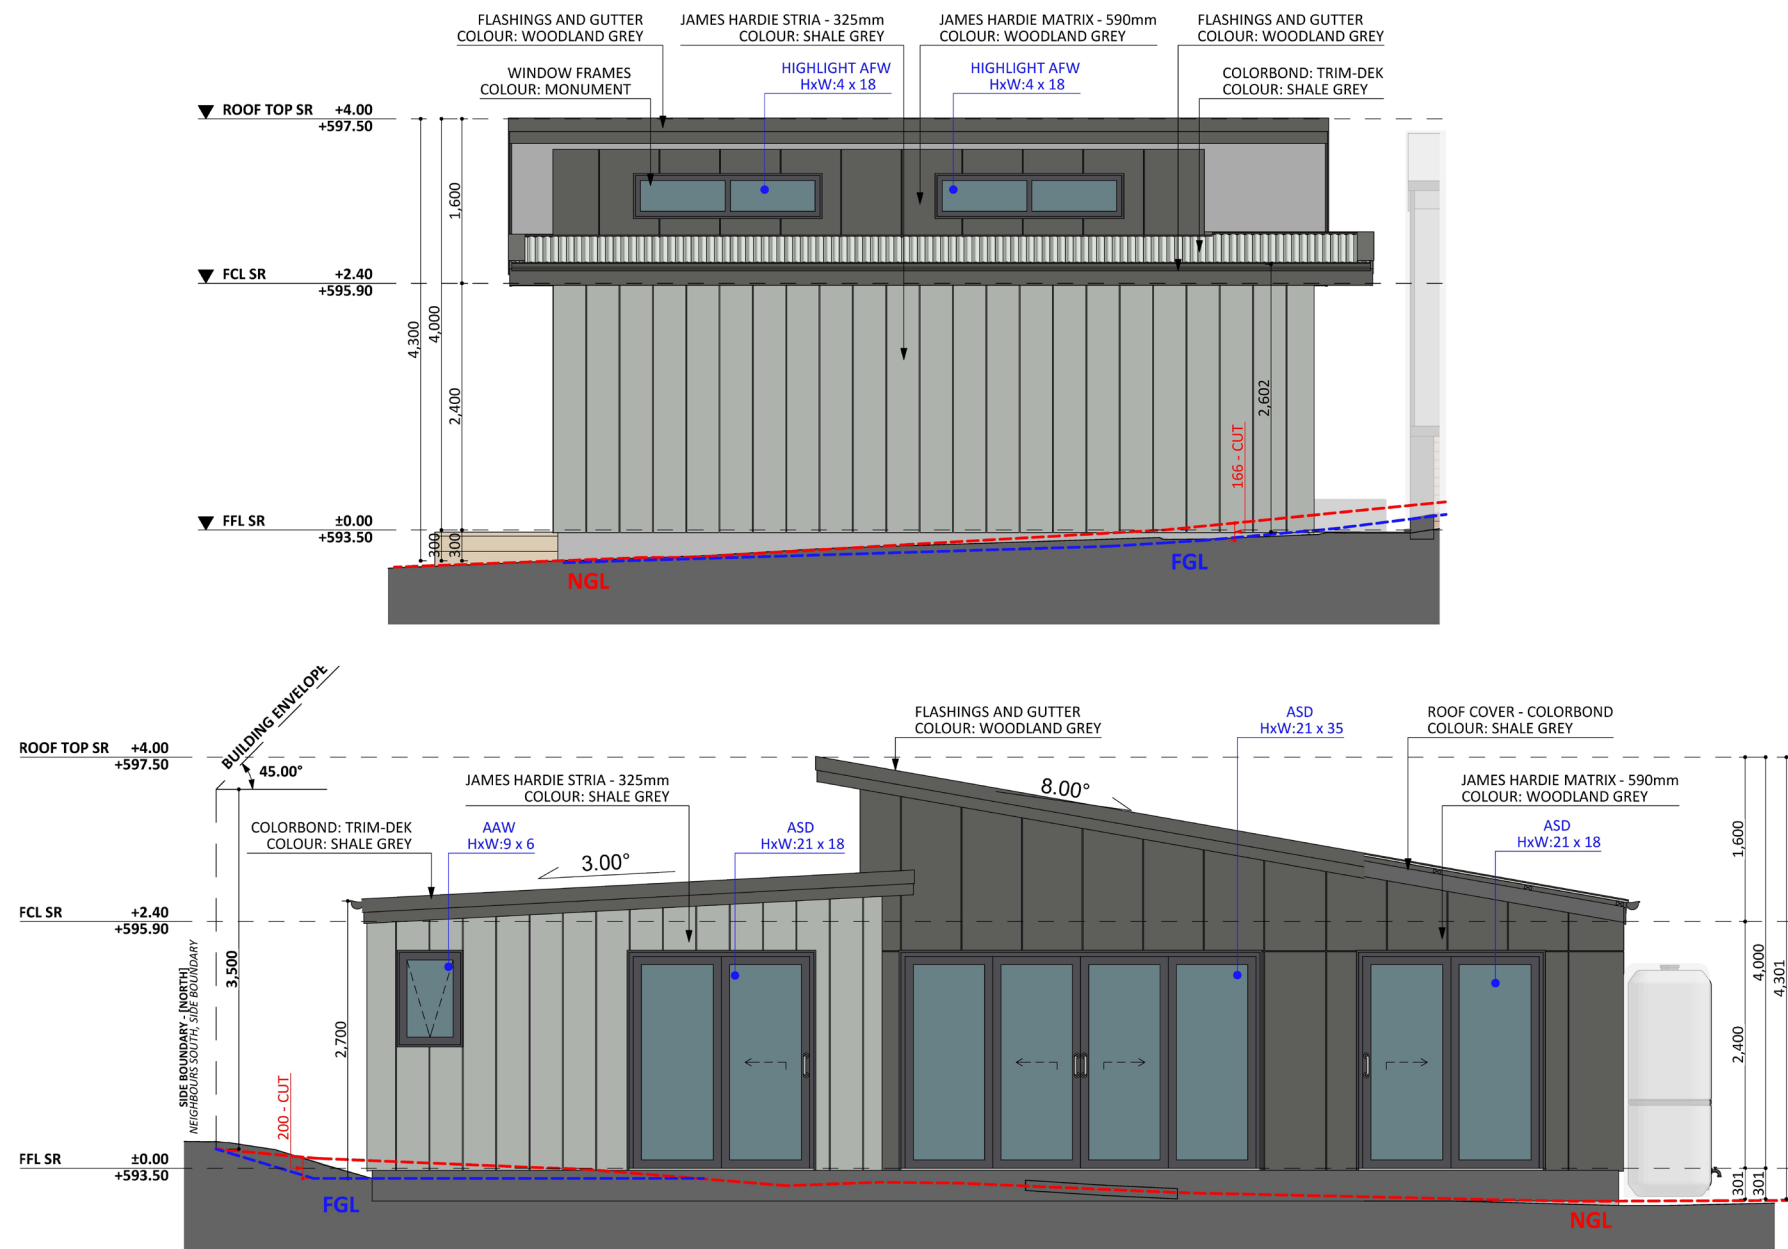 FLASHINGS AND GUTTER
COLOUR: WOODLAND GREY
JAMES HARDIE STRIA - 325mm
COLOUR: SHALE GREY
JAMES HARDIE MATRIX - 590mm
COLOUR: WOODLAND GREY
FLASHINGS AND GUTTER
COLOUR: WOODLAND GREY
WINDOW FRAMES
COLOUR: MONUMENT
HIGHLIGHT AFW
HxW:4 x 18
HIGHLIGHT AFW
HxW:4 x 18
COLORBOND: TRIM-DEK
COLOUR: SHALE GREY
ROOF TOP SR +4.00
+597.50
FCL SR +2.40
+595.90
FFL SR ±0.00
+593.50
4,300
4,000
1,600
2,400
300
300
2,602
166 - CUT
NGL
FGL
BUILDING ENVELOPE
45.00°
ROOF TOP SR +4.00
+597.50
FCL SR +2.40
+595.90
FFL SR ±0.00
+593.50
SIDE BOUNDARY - [NORTH]
NEIGHBOURS SOUTH, SIDE BOUNDARY
3,500
200 - CUT
2,700
COLORBOND: TRIM-DEK
COLOUR: SHALE GREY
JAMES HARDIE STRIA - 325mm
COLOUR: SHALE GREY
AAW
HxW:9 x 6
3.00°
ASD
HxW:21 x 18
FLASHINGS AND GUTTER
COLOUR: WOODLAND GREY
8.00°
ASD
HxW:21 x 35
ROOF COVER - COLORBOND
COLOUR: SHALE GREY
JAMES HARDIE MATRIX - 590mm
COLOUR: WOODLAND GREY
ASD
HxW:21 x 18
1,600
2,400
4,000
4,301
301
301
FGL
NGL